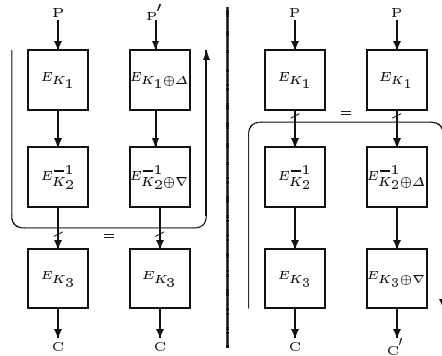 P P′ P P
E_{K_1} E_{K_1⊕Δ} E_{K_1} E_{K_1}
=
E^{-1}_{K_2} E^{-1}_{K_2⊕∇} E^{-1}_{K_2} E^{-1}_{K_2⊕Δ}
=
E_{K_3} E_{K_3} E_{K_3} E_{K_3⊕∇}
C C C C′